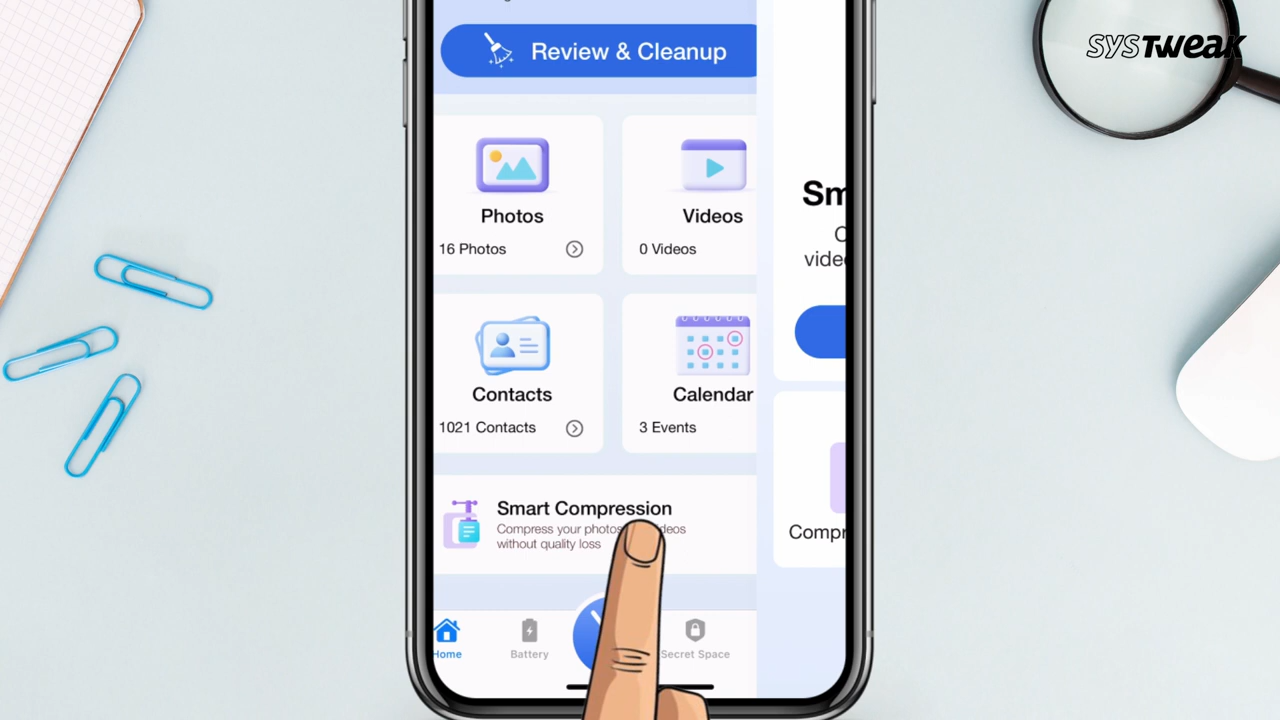 SYSTweak
Review & Cleanup
Photos
16 Photos
Videos
0 Videos
Contacts
1021 Contacts
Calendar
3 Events
Smart Compression
Compress your photos
without quality loss
Home
Battery
Secret Space